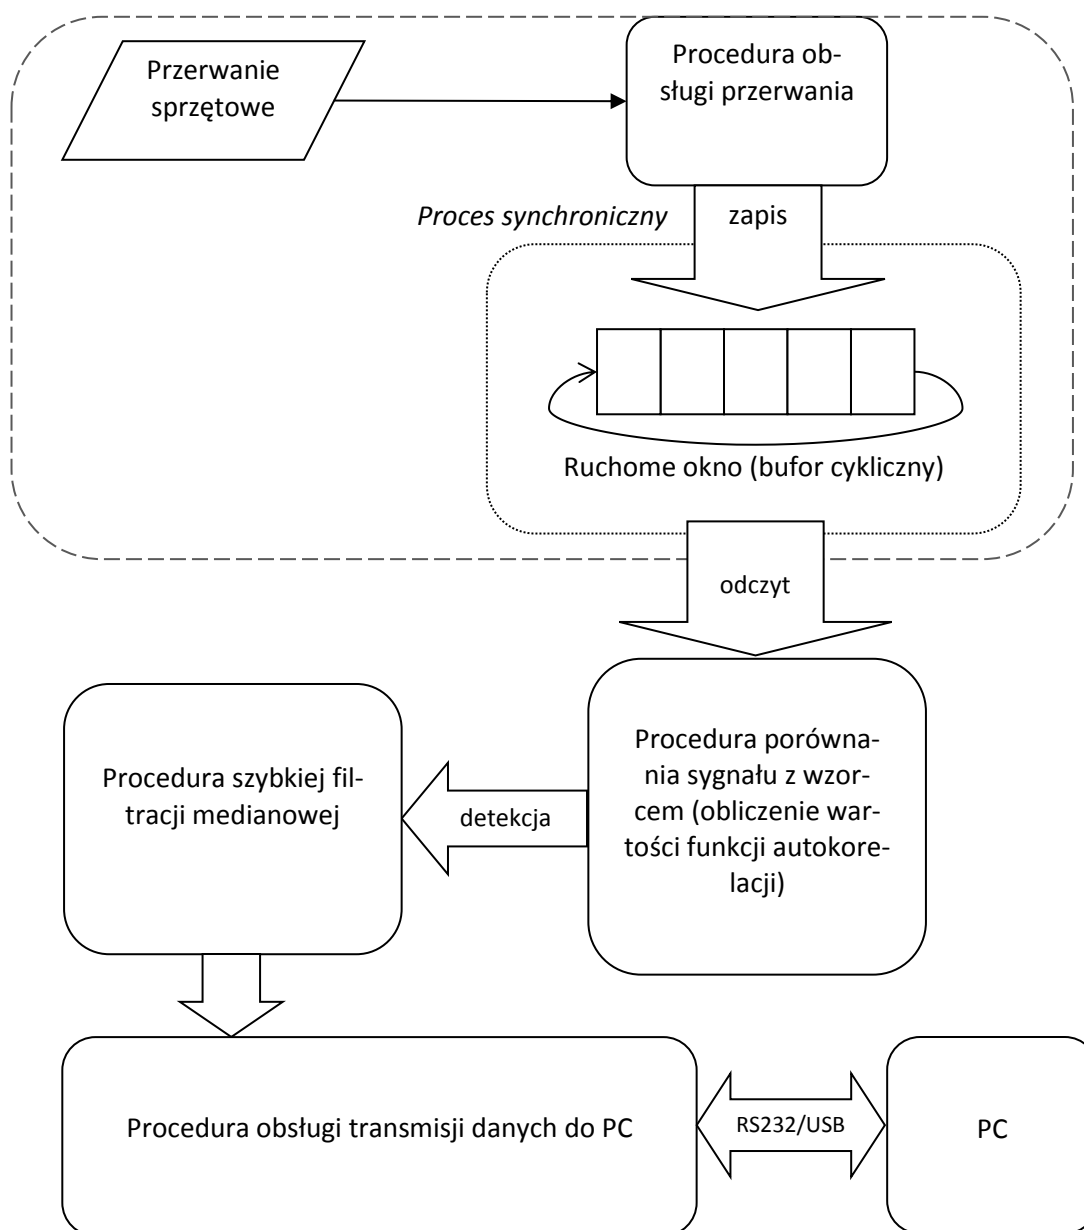 Przerwanie
sprzętowe
Procedura ob-
sługi przerwania
Proces synchroniczny
zapis
Ruchome okno (bufor cykliczny)
odczyt
Procedura porówna-
nia sygnału z wzor-
cem (obliczenie war-
tości funkcji autokore-
lacji)
detekcja
Procedura szybkiej fil-
tracji medianowej
Procedura obsługi transmisji danych do PC
RS232/USB
PC